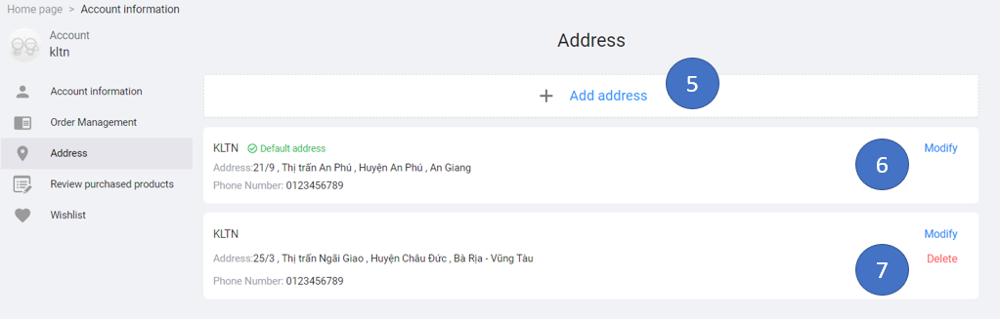 Home page > Account information
Account
kltn
Account information
Order Management
Address
Review purchased products
Wishlist
Address
+ Add address
5
KLTN Default address
Modify
Address:21/9 , Thị trấn An Phú , Huyện An Phú , An Giang
Phone Number: 0123456789
6
KLTN
Modify
Address:25/3 , Thị trấn Ngãi Giao , Huyện Châu Đức , Bà Rịa - Vũng Tàu
Delete
Phone Number: 0123456789
7